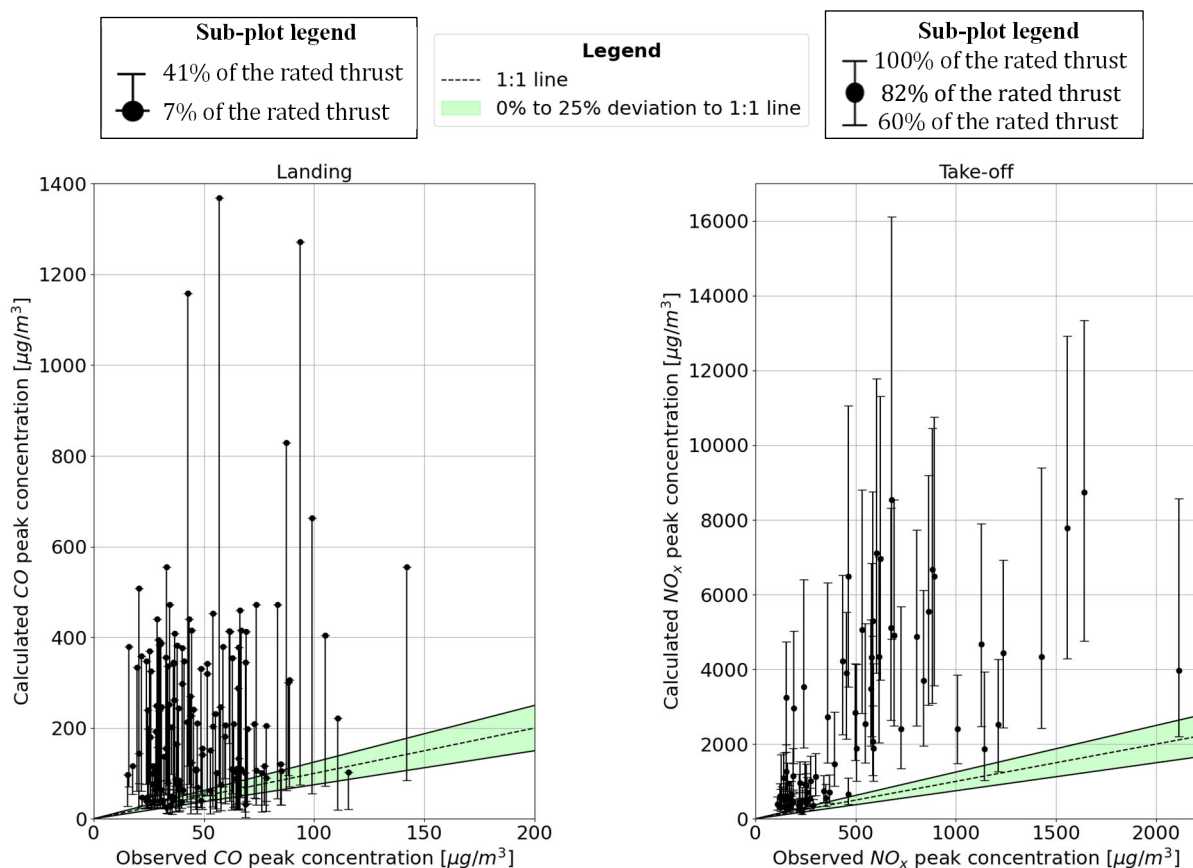 Sub-plot legend
41% of the rated thrust
7% of the rated thrust
Legend
1:1 line
0% to 25% deviation to 1:1 line
Sub-plot legend
100% of the rated thrust
82% of the rated thrust
60% of the rated thrust
Landing
1400
1200
1000
800
600
400
200
0
Calculated CO peak concentration [μg/m³]
0 50 100 150 200
Observed CO peak concentration [μg/m³]
Take-off
16000
14000
12000
10000
8000
6000
4000
2000
0
Calculated NOₓ peak concentration [μg/m³]
0 500 1000 1500 2000
Observed NOₓ peak concentration [μg/m³]